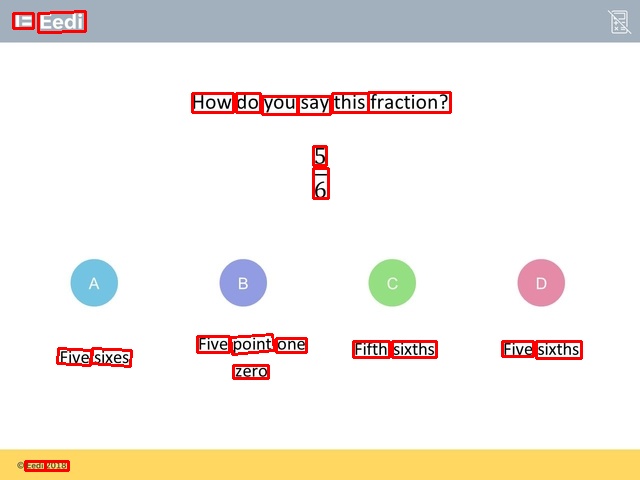 Eedi
How do you say this fraction?
5
6
A
B
C
D
Five sixes
Five point one
zero
Fifth sixths
Five sixths
© Eedi 2018